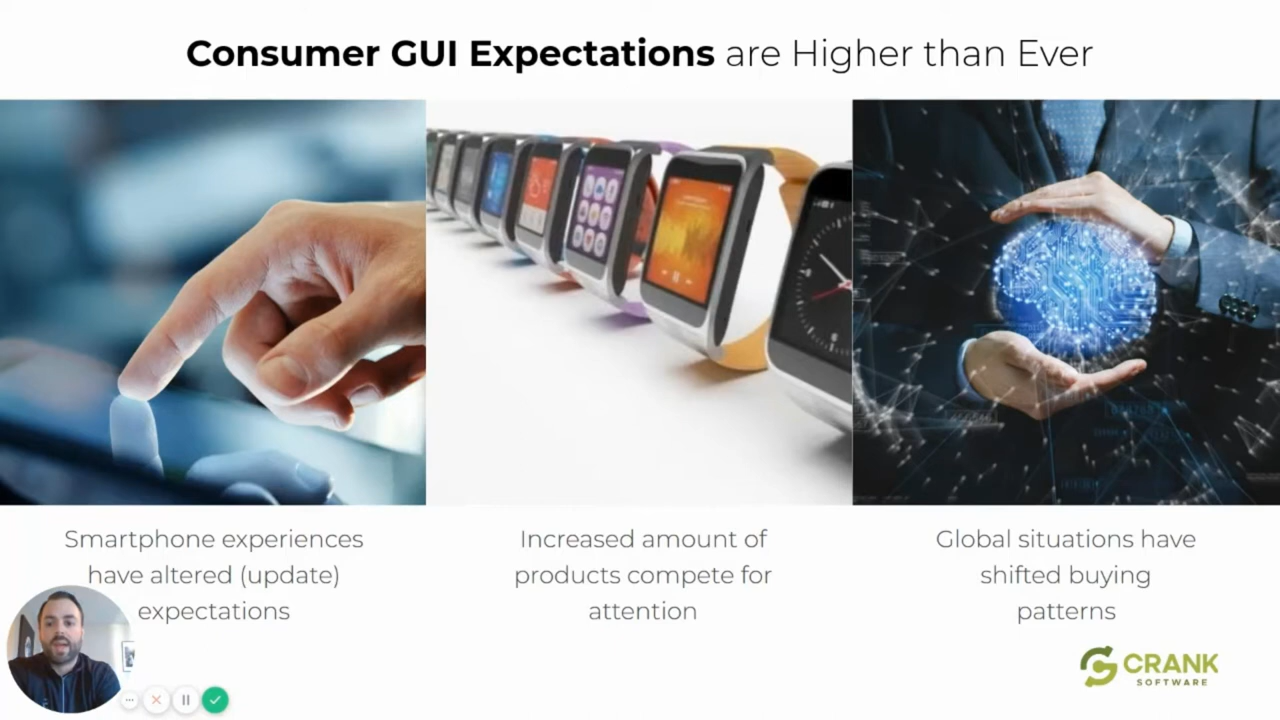 Consumer GUI Expectations are Higher than Ever
Smartphone experiences
have altered (update)
expectations
Increased amount of
products compete for
attention
Global situations have
shifted buying
patterns
CRANK
SOFTWARE